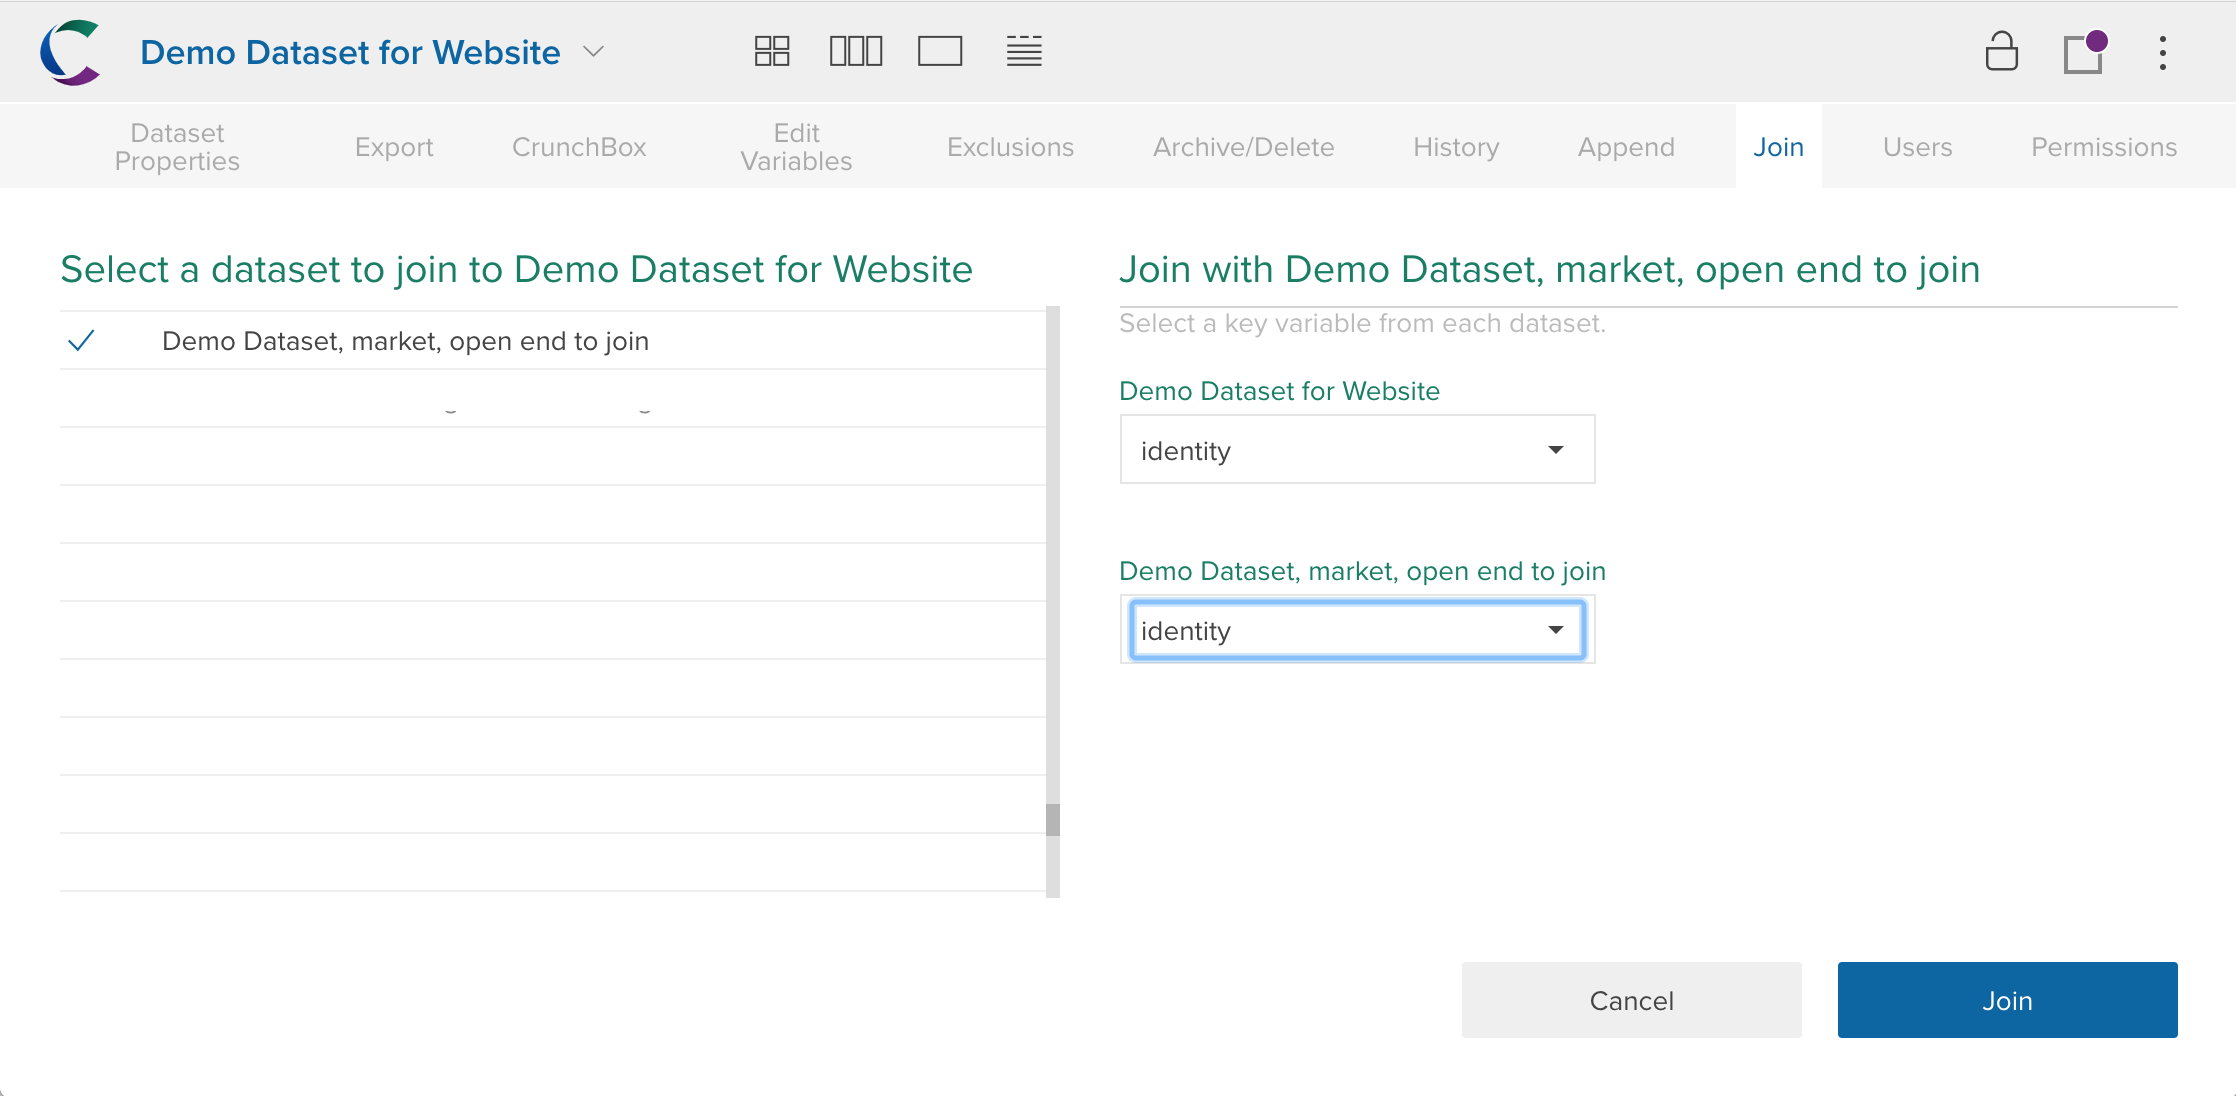 Demo Dataset for Website
Dataset
Properties
Export
CrunchBox
Edit
Variables
Exclusions
Archive/Delete
History
Append
Join
Users
Permissions
Select a dataset to join to Demo Dataset for Website
Demo Dataset, market, open end to join
Join with Demo Dataset, market, open end to join
Select a key variable from each dataset.
Demo Dataset for Website
identity
Demo Dataset, market, open end to join
identity
Cancel
Join